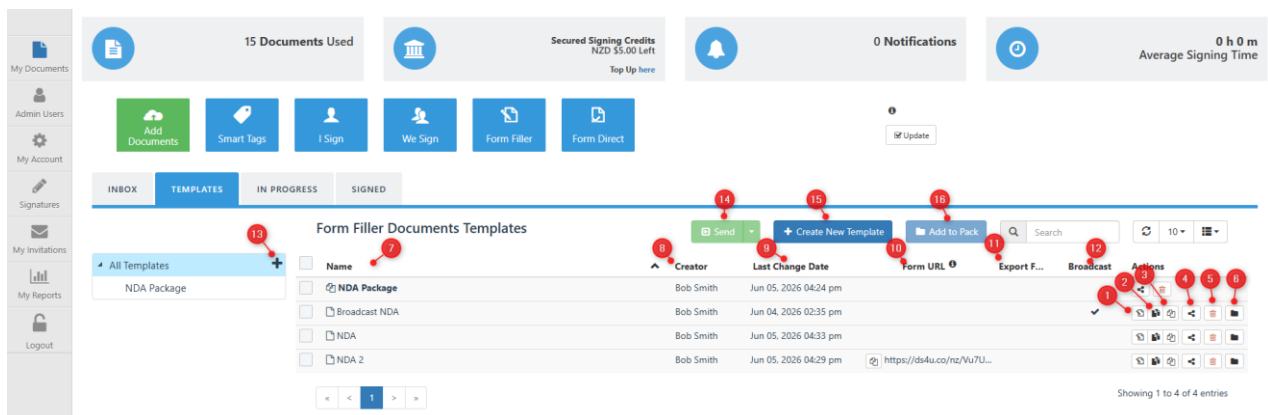 15 Documents Used
Secured Signing Credits
NZD $5.00 Left
Top Up here
0 Notifications
0 h 0 m
Average Signing Time
My Documents
Admin Users
My Account
Signatures
My Invitations
My Reports
Logout
Add
Documents
Smart Tags
I Sign
We Sign
Form Filler
Form Direct
Update
INBOX TEMPLATES IN PROGRESS SIGNED
14 15 16
Form Filler Documents Templates
Send
Create New Template
Add to Pack
Search
10
13 7 8 9 10 11 12
All Templates
NDA Package
Name Creator Last Change Date Form URL Export F... Broadcast Actions
1 2 3 4 5 6
NDA Package Bob Smith Jun 05, 2026 04:24 pm
Broadcast NDA Bob Smith Jun 04, 2026 02:35 pm
NDA Bob Smith Jun 05, 2026 04:33 pm
NDA 2 Bob Smith Jun 05, 2026 04:29 pm https://ds4u.co/nz/Vu7U...
« < 1 > »
Showing 1 to 4 of 4 entries